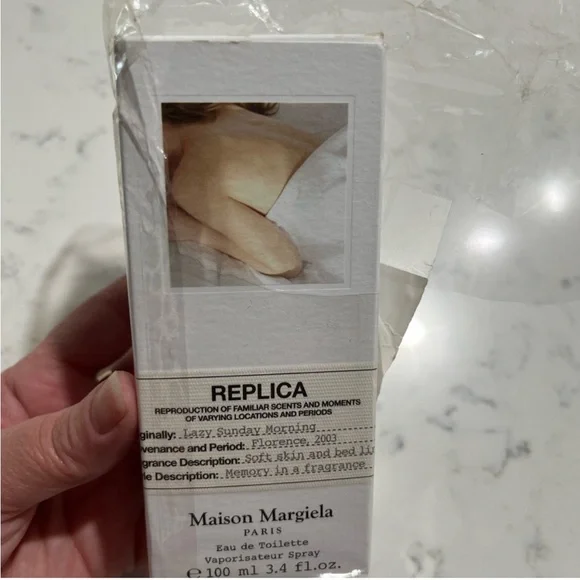 REPLICA
REPRODUCTION OF FAMILIAR SCENTS AND MOMENTS
OF VARYING LOCATIONS AND PERIODS
ginally: Lazy Sunday Morning
venance and Period: Florence, 2003
grance Description: Soft skin and bed lin
le Description: Memory in a fragrance
Maison Margiela
PARIS
Eau de Toilette
Vaporisateur Spray
℮ 100 ml 3.4 fl.oz.